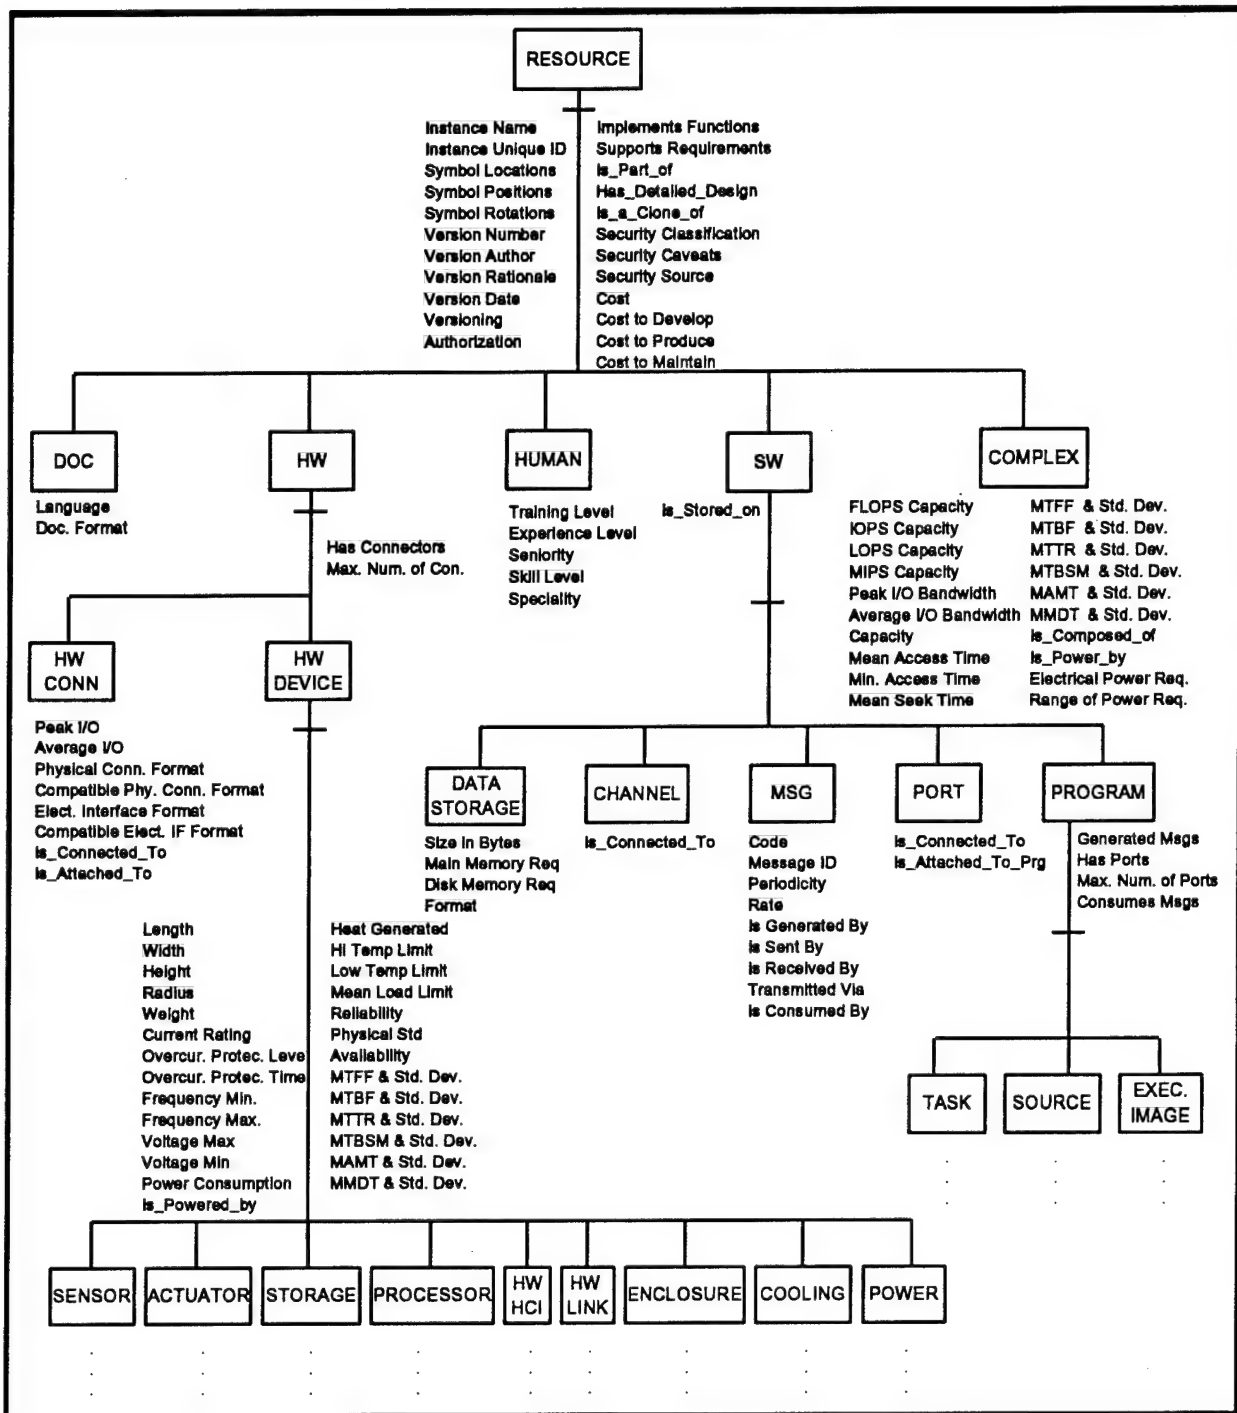 RESOURCE
Instance Name
Instance Unique ID
Symbol Locations
Symbol Positions
Symbol Rotations
Version Number
Version Author
Version Rationale
Version Date
Versioning
Authorization
Implements Functions
Supports Requirements
Is_Part_of
Has_Detailed_Design
Is_a_Clone_of
Security Classification
Security Caveats
Security Source
Cost
Cost to Develop
Cost to Produce
Cost to Maintain
DOC
HW
HUMAN
SW
COMPLEX
Language
Doc. Format
Has Connectors
Max. Num. of Con.
Training Level
Experience Level
Seniority
Skill Level
Speciality
Is_Stored_on
FLOPS Capacity
IOPS Capacity
LOPS Capacity
MIPS Capacity
Peak I/O Bandwidth
Average I/O Bandwidth
Capacity
Mean Access Time
Min. Access Time
Mean Seek Time
MTFF & Std. Dev.
MTBF & Std. Dev.
MTTR & Std. Dev.
MTBSM & Std. Dev.
MAMT & Std. Dev.
MMDT & Std. Dev.
Is_Composed_of
Is_Power_by
Electrical Power Req.
Range of Power Req.
HW
CONN
HW
DEVICE
Peak I/O
Average I/O
Physical Conn. Format
Compatible Phy. Conn. Format
Elect. Interface Format
Compatible Elect. IF Format
Is_Connected_To
Is_Attached_To
DATA
STORAGE
CHANNEL
MSG
PORT
PROGRAM
Size in Bytes
Main Memory Req
Disk Memory Req
Format
Is_Connected_To
Code
Message ID
Periodicity
Rate
Is Generated By
Is Sent By
Is Received By
Transmitted Via
Is Consumed By
Is_Connected_To
Is_Attached_To_Prg
Generated Msgs
Has Ports
Max. Num. of Ports
Consumes Msgs
Length
Width
Height
Radius
Weight
Current Rating
Overcur. Protec. Leve
Overcur. Protec. Time
Frequency Min.
Frequency Max.
Voltage Max
Voltage Min
Power Consumption
Is_Powered_by
Heat Generated
Hi Temp Limit
Low Temp Limit
Mean Load Limit
Reliability
Physical Std
Availability
MTFF & Std. Dev.
MTBF & Std. Dev.
MTTR & Std. Dev.
MTBSM & Std. Dev.
MAMT & Std. Dev.
MMDT & Std. Dev.
TASK
SOURCE
EXEC.
IMAGE
SENSOR
ACTUATOR
STORAGE
PROCESSOR
HW
HCI
HW
LINK
ENCLOSURE
COOLING
POWER